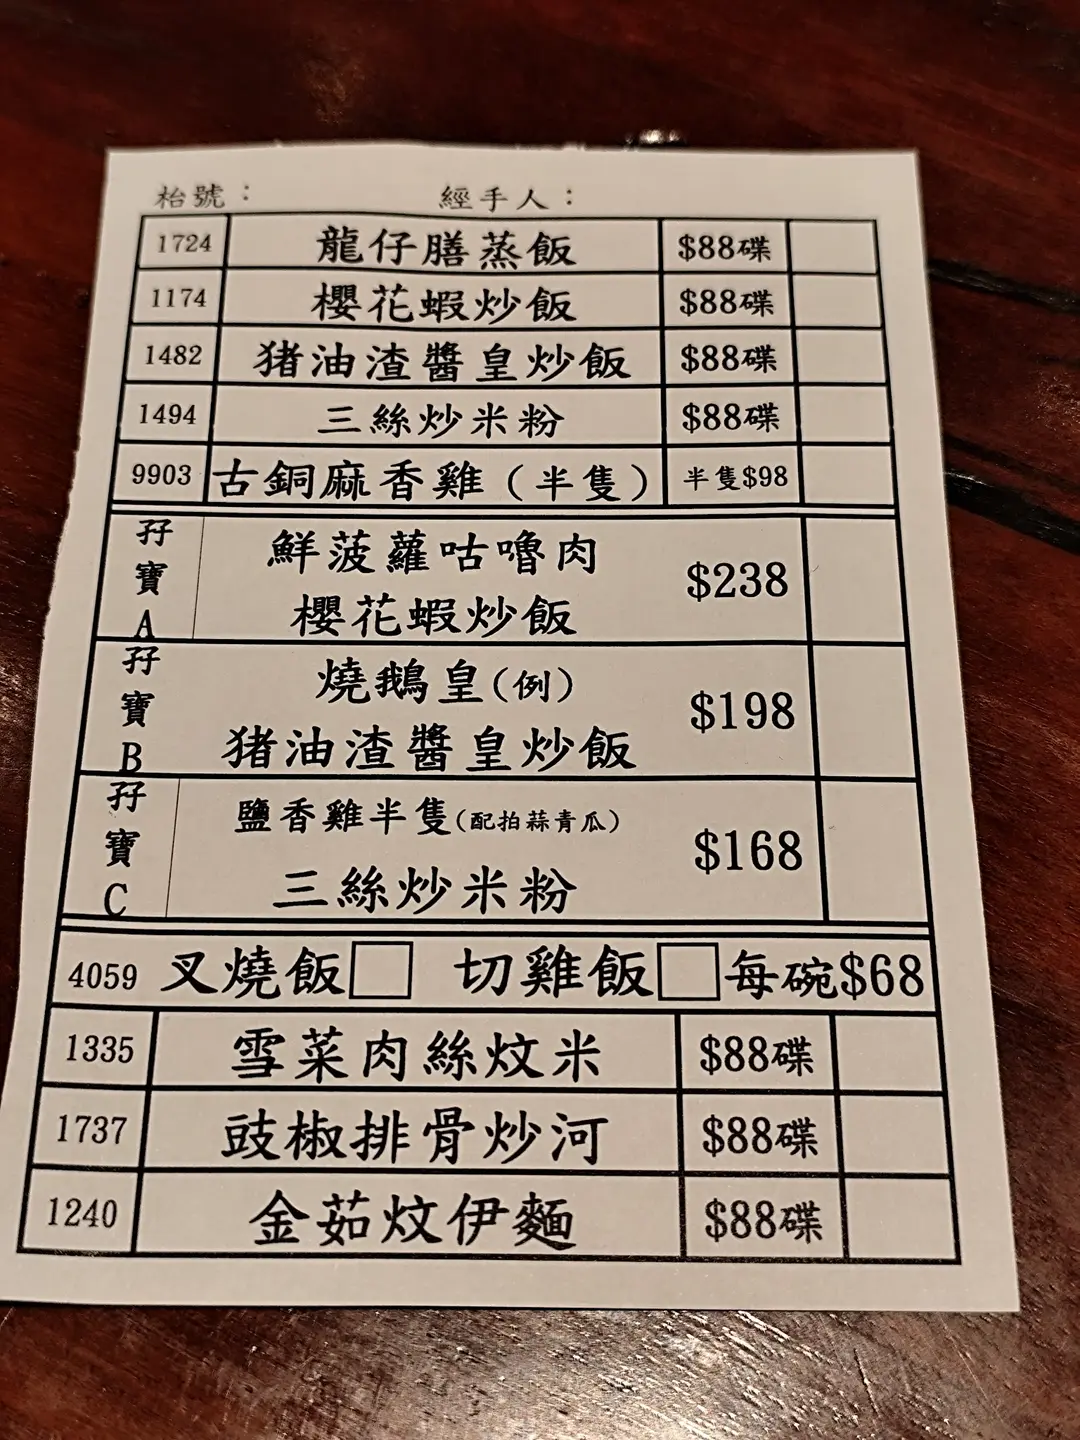 枱號： 經手人：
1724 龍仔膳蒸飯 $88碟
1174 櫻花蝦炒飯 $88碟
1482 猪油渣醬皇炒飯 $88碟
1494 三絲炒米粉 $88碟
9903 古銅麻香雞（半隻） 半隻$98
孖寶A 鮮菠蘿咕嚕肉
櫻花蝦炒飯 $238
孖寶B 燒鵝皇(例)
猪油渣醬皇炒飯 $198
孖寶C 鹽香雞半隻(配拍蒜青瓜)
三絲炒米粉 $168
4059 叉燒飯 切雞飯 每碗$68
1335 雪菜肉絲炆米 $88碟
1737 豉椒排骨炒河 $88碟
1240 金茹炆伊麵 $88碟